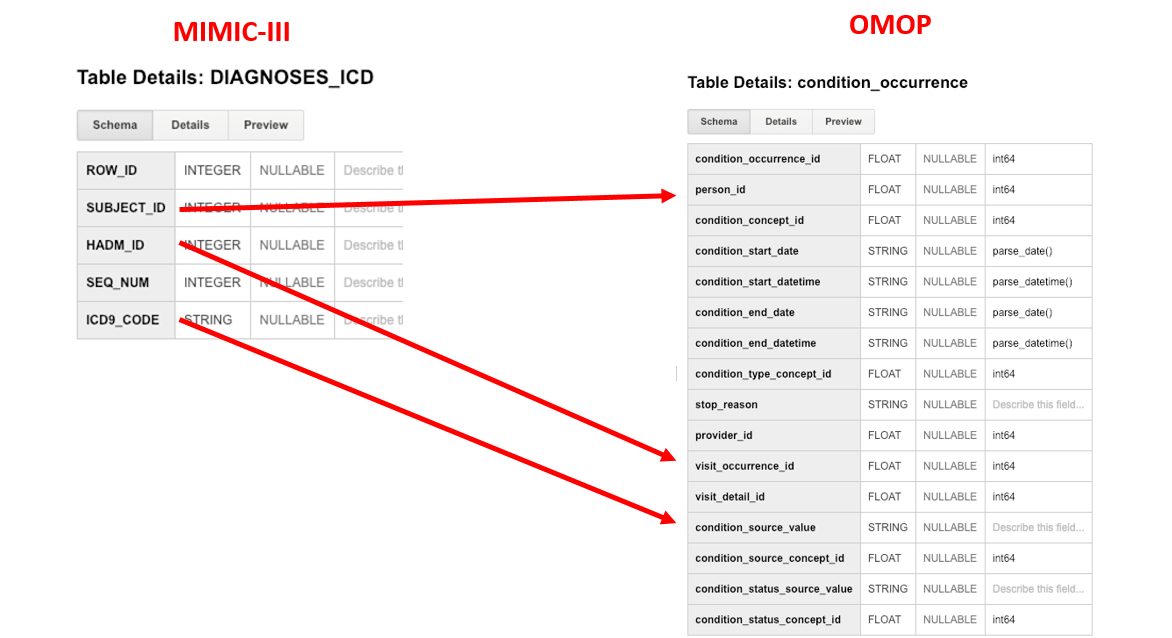 MIMIC-III
Table Details: DIAGNOSES_ICD
Schema Details Preview
ROW_ID INTEGER NULLABLE Describe tl
SUBJECT_ID INTEGER NULLABLE Describe tl
HADM_ID INTEGER NULLABLE Describe tl
SEQ_NUM INTEGER NULLABLE Describe tl
ICD9_CODE STRING NULLABLE Describe tl
OMOP
Table Details: condition_occurrence
Schema Details Preview
condition_occurrence_id FLOAT NULLABLE int64
person_id FLOAT NULLABLE int64
condition_concept_id FLOAT NULLABLE int64
condition_start_date STRING NULLABLE parse_date()
condition_start_datetime STRING NULLABLE parse_datetime()
condition_end_date STRING NULLABLE parse_date()
condition_end_datetime STRING NULLABLE parse_datetime()
condition_type_concept_id FLOAT NULLABLE int64
stop_reason STRING NULLABLE Describe this field...
provider_id FLOAT NULLABLE int64
visit_occurrence_id FLOAT NULLABLE int64
visit_detail_id FLOAT NULLABLE int64
condition_source_value STRING NULLABLE Describe this field...
condition_source_concept_id FLOAT NULLABLE int64
condition_status_source_value STRING NULLABLE Describe this field...
condition_status_concept_id FLOAT NULLABLE int64